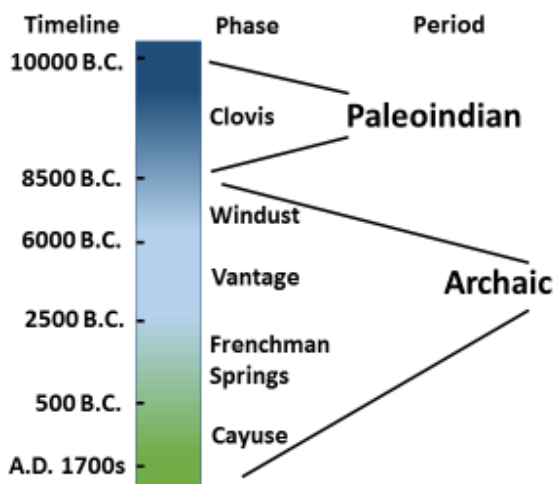 Timeline Phase Period
10000 B.C.
Clovis
Paleoindian
8500 B.C.
Windust
6000 B.C.
Vantage
Archaic
2500 B.C.
Frenchman
Springs
500 B.C.
Cayuse
A.D. 1700s